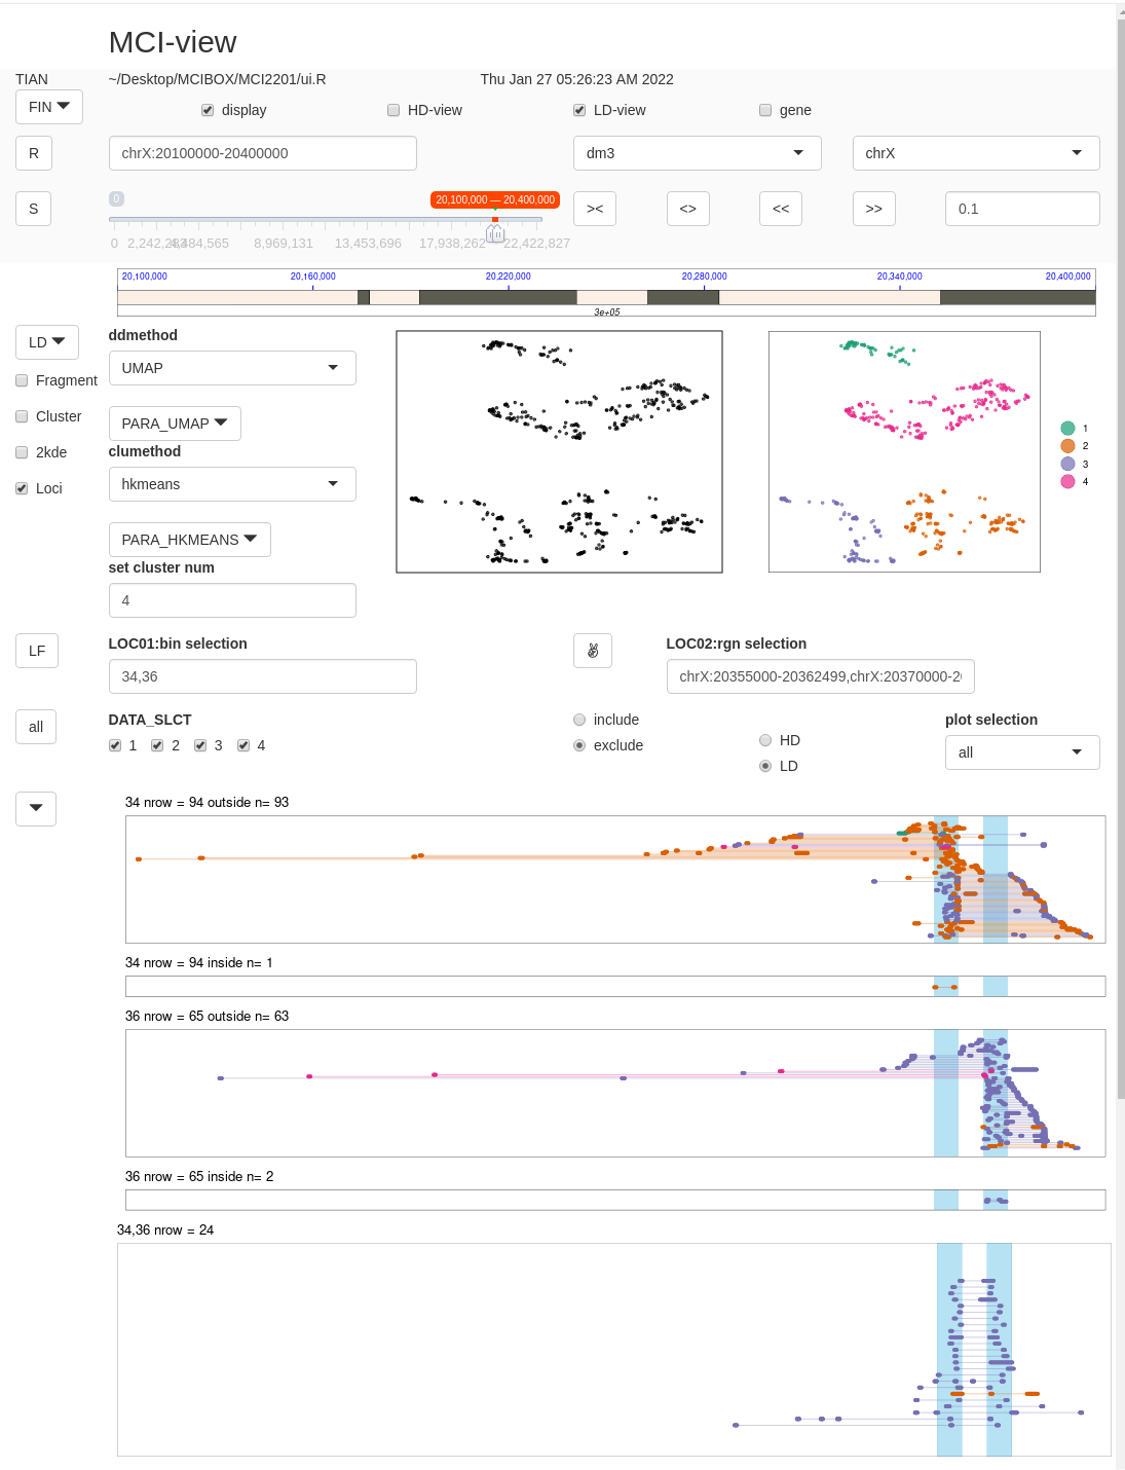 MCI-view
TIAN ~/Desktop/MCIBOX/MCI2201/ui.R Thu Jan 27 05:26:23 AM 2022
FIN
display HD-view LD-view gene
R chrX:20100000-20400000 dm3 chrX
S 0 20,100,000 — 20,400,000 >< <> << >> 0.1
0 8,969,131 13,453,696 17,938,262 22,422,827
20,100,000 20,160,000 20,220,000 20,280,000 20,340,000 20,400,000
3e+05
LD ddmethod
Fragment UMAP
Cluster PARA_UMAP
2kde clumethod
Loci hkmeans
PARA_HKMEANS
set cluster num
4
1
2
3
4
LF LOC01:bin selection ✌ LOC02:rgn selection
34,36 chrX:20355000-20362499,chrX:20370000-2
all DATA_SLCT include plot selection
1 2 3 4 exclude HD all
LD
34 nrow = 94 outside n= 93
34 nrow = 94 inside n= 1
36 nrow = 65 outside n= 63
36 nrow = 65 inside n= 2
34,36 nrow = 24